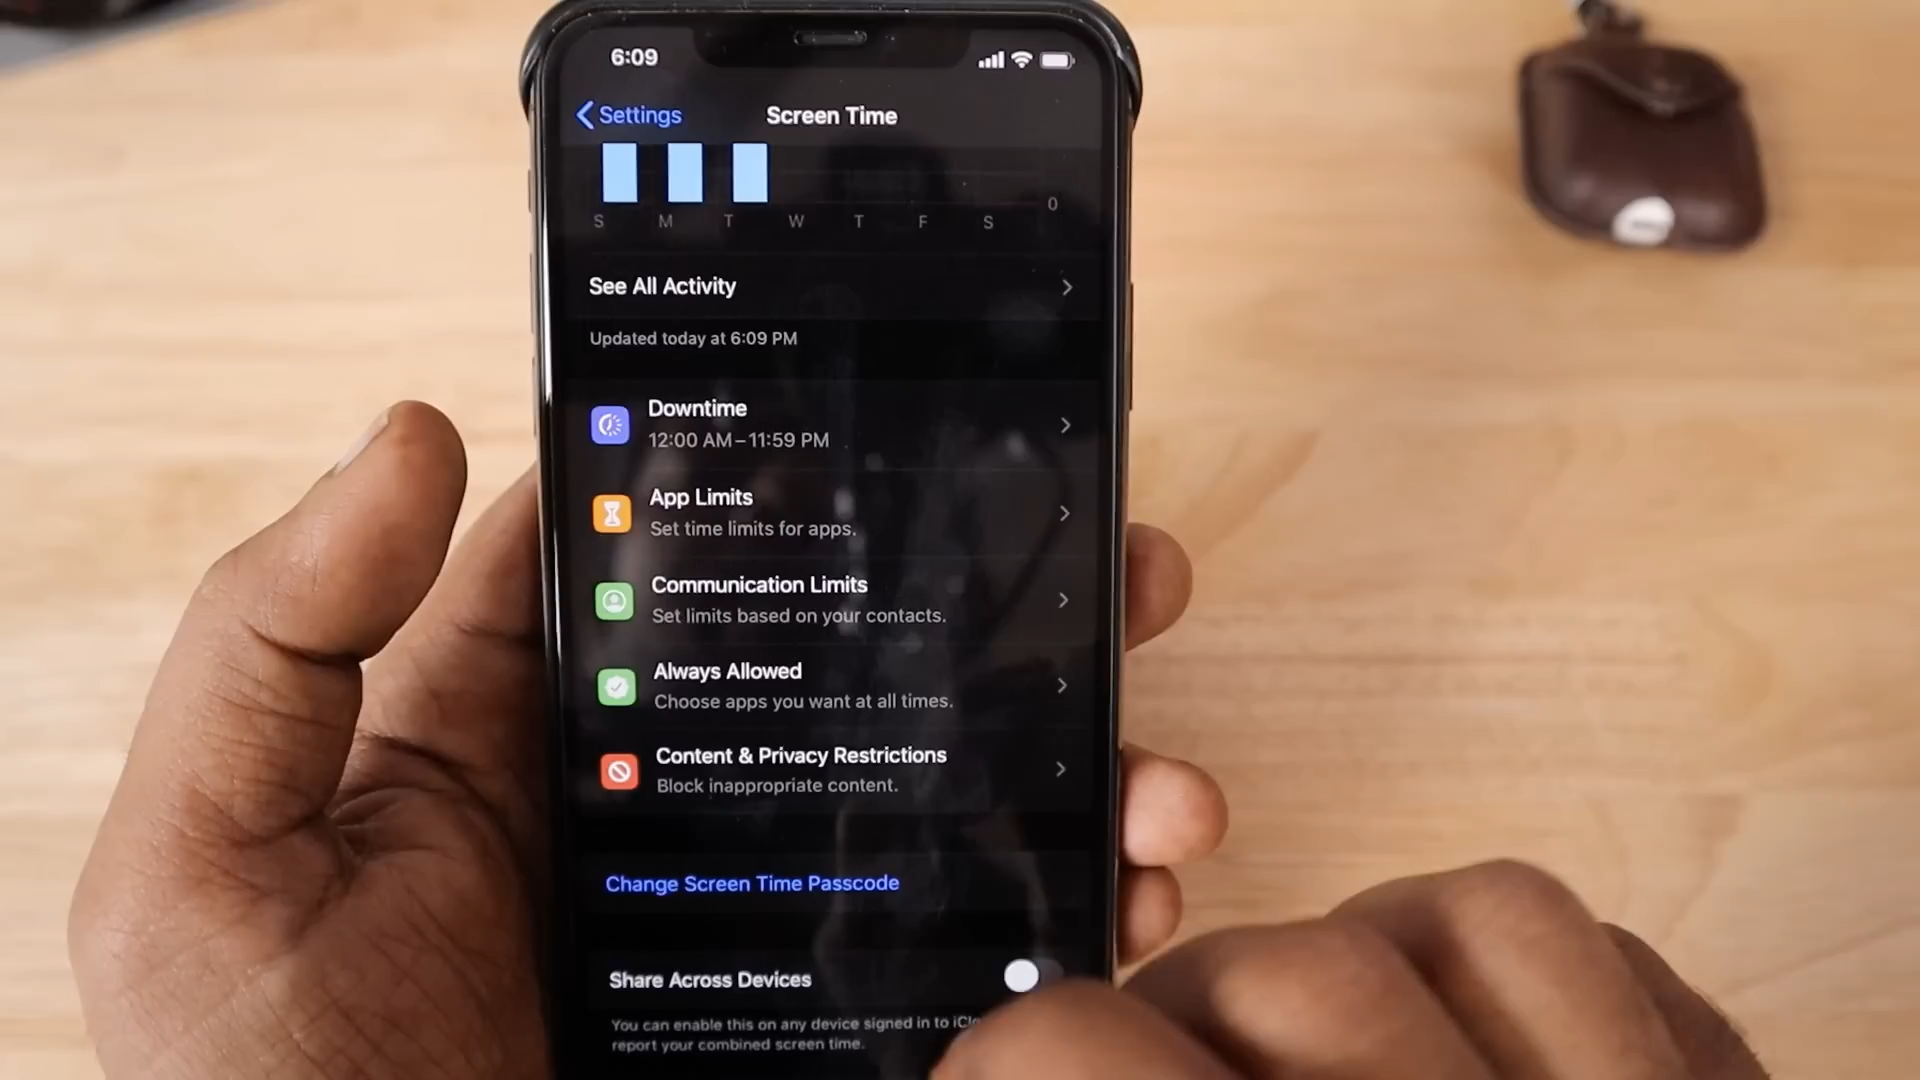 6:09
Settings
Screen Time
0
S M T W T F S
See All Activity
Updated today at 6:09 PM
Downtime
12:00 AM–11:59 PM
App Limits
Set time limits for apps.
Communication Limits
Set limits based on your contacts.
Always Allowed
Choose apps you want at all times.
Content & Privacy Restrictions
Block inappropriate content.
Change Screen Time Passcode
Share Across Devices
You can enable this on any device signed in to
report your combined screen time.